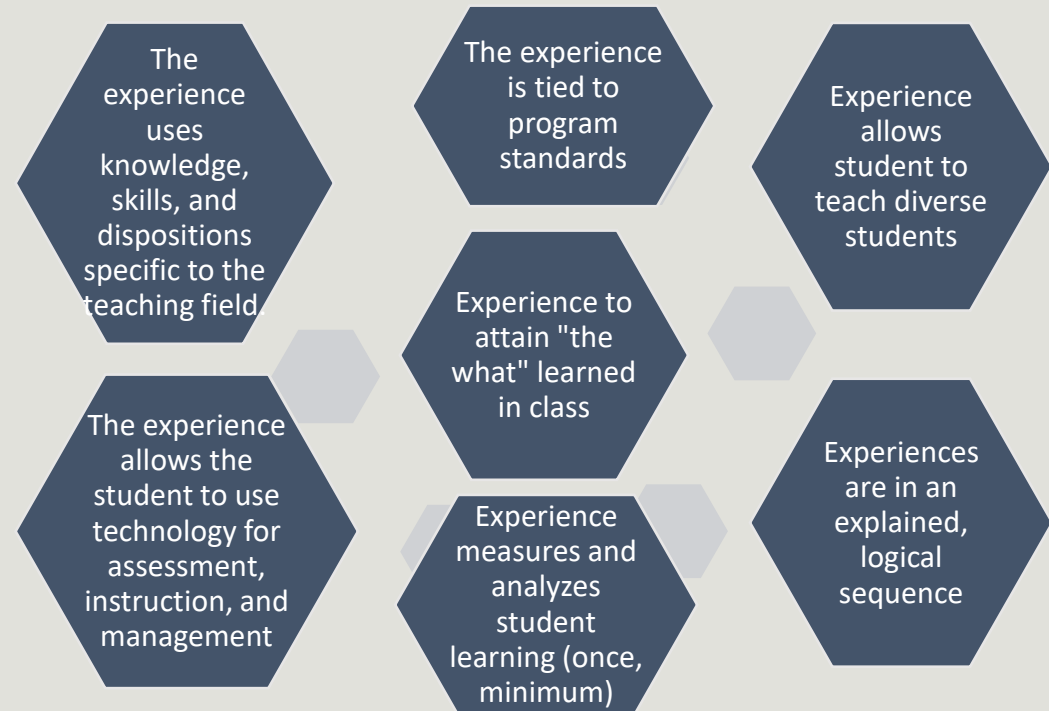 The
experience
uses
knowledge,
skills, and
dispositions
specific to the
teaching field.
The experience
is tied to
program
standards
Experience
allows
student to
teach diverse
students
Experience to
attain "the
what" learned
in class
The experience
allows the
student to use
technology for
assessment,
instruction, and
management
Experience
measures and
analyzes
student
learning (once,
minimum)
Experiences
are in an
explained,
logical
sequence